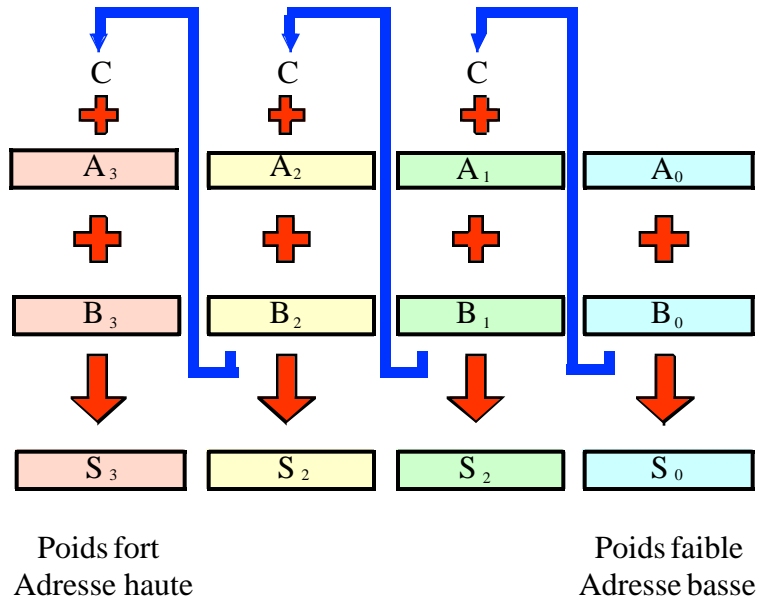 C C C
A₃ A₂ A₁ A₀
B₃ B₂ B₁ B₀
S₃ S₂ S₂ S₀
Poids fort Poids faible
Adresse haute Adresse basse